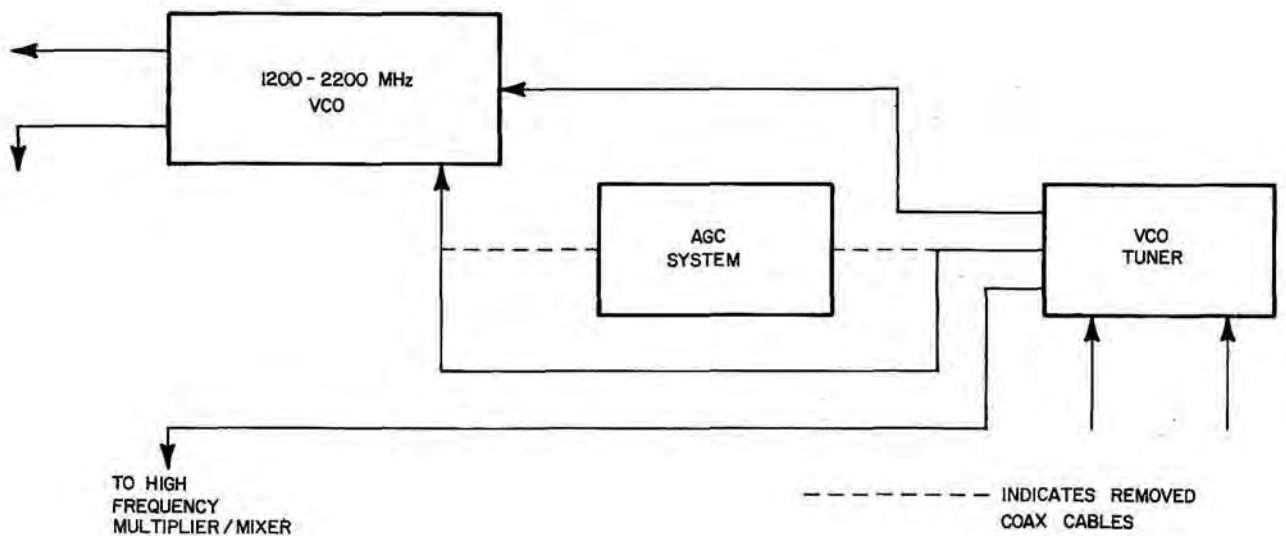 1200-2200 MHz
VCO
AGC
SYSTEM
VCO
TUNER
TO HIGH
FREQUENCY
MULTIPLIER/MIXER
INDICATES REMOVED
COAX CABLES